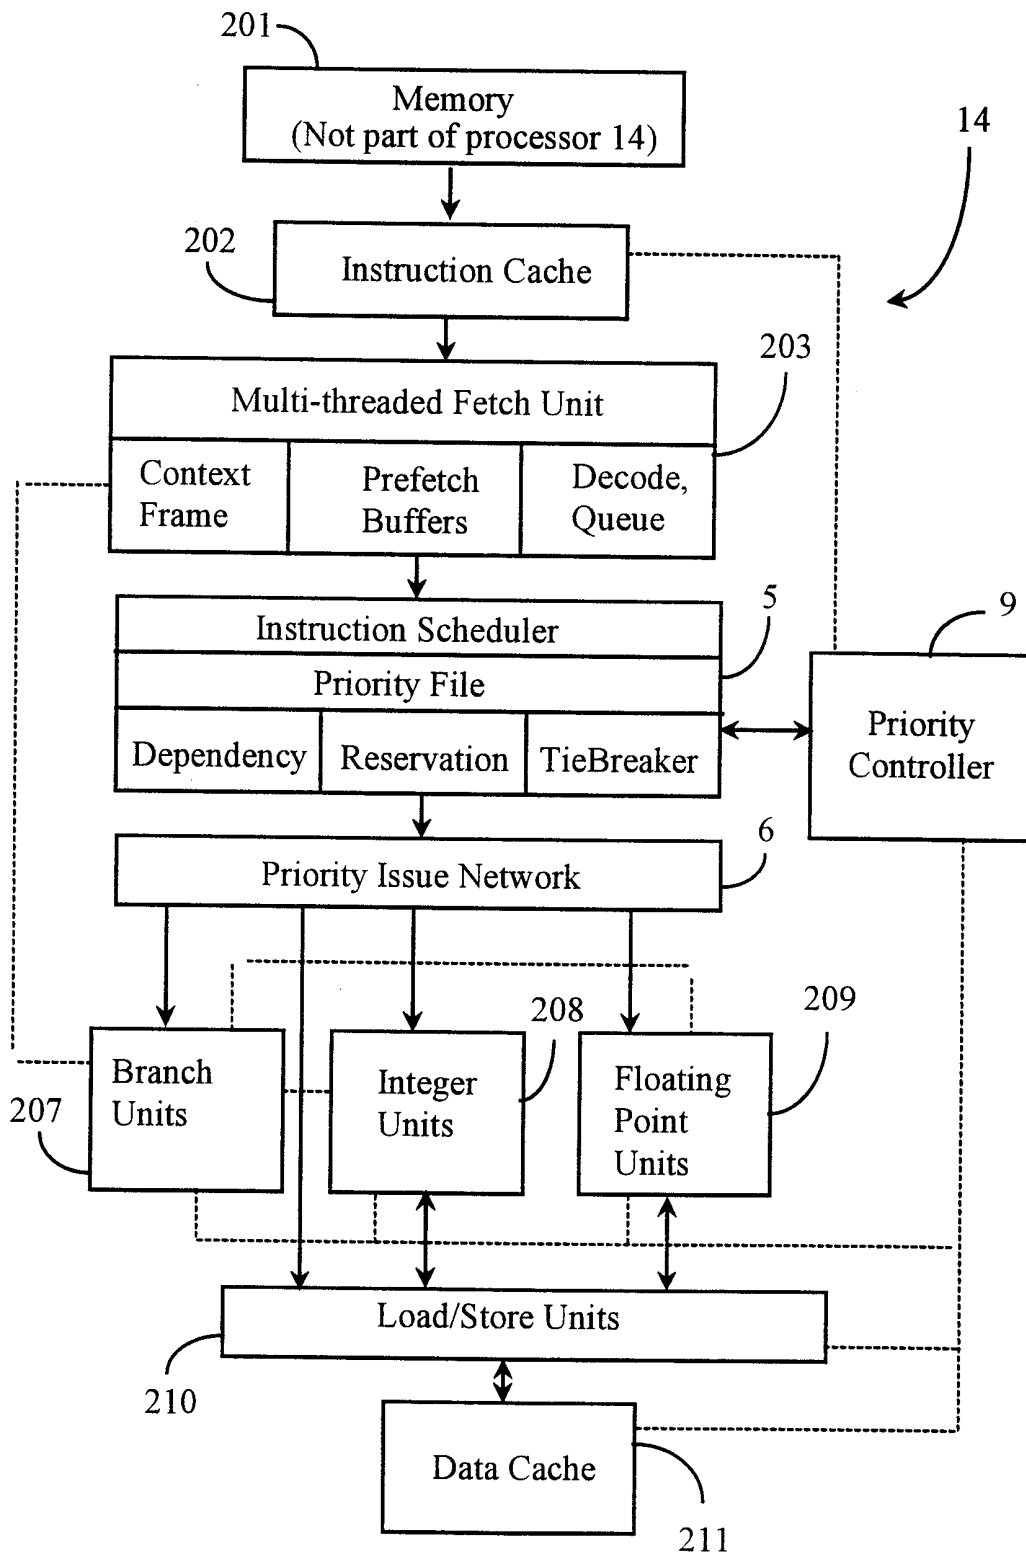 201
Memory
(Not part of processor 14)
14
202
Instruction Cache
203
Multi-threaded Fetch Unit
Context
Frame
Prefetch
Buffers
Decode,
Queue
5
9
Instruction Scheduler
Priority File
Dependency
Reservation
TieBreaker
Priority
Controller
6
Priority Issue Network
208
209
Branch
Units
Integer
Units
Floating
Point
Units
207
Load/Store Units
210
Data Cache
211